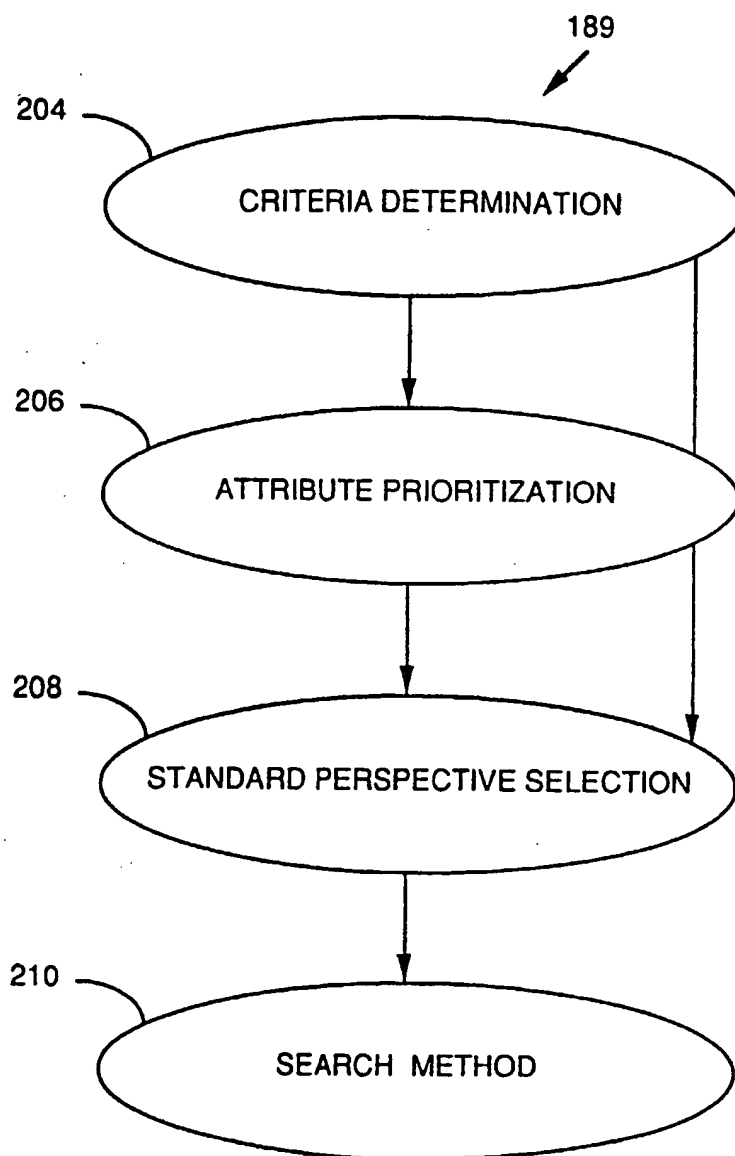 189
204
CRITERIA DETERMINATION
206
ATTRIBUTE PRIORITIZATION
208
STANDARD PERSPECTIVE SELECTION
210
SEARCH METHOD